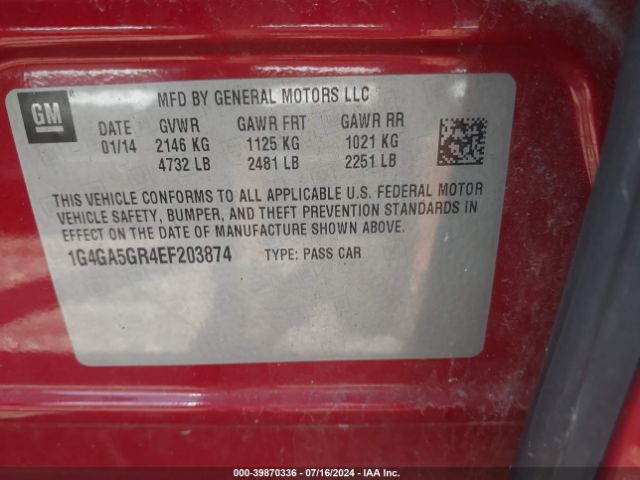 GM
MFD BY GENERAL MOTORS LLC
DATE GVWR GAWR FRT GAWR RR
01/14 2146 KG 1125 KG 1021 KG
4732 LB 2481 LB 2251 LB
THIS VEHICLE CONFORMS TO ALL APPLICABLE U.S. FEDERAL MOTOR
VEHICLE SAFETY, BUMPER, AND THEFT PREVENTION STANDARDS IN
EFFECT ON THE DATE OF MANUFACTURE SHOWN ABOVE.
1G4GA5GR4EF203874 TYPE: PASS CAR
000-39870336 - 07/16/2024 - IAA Inc.